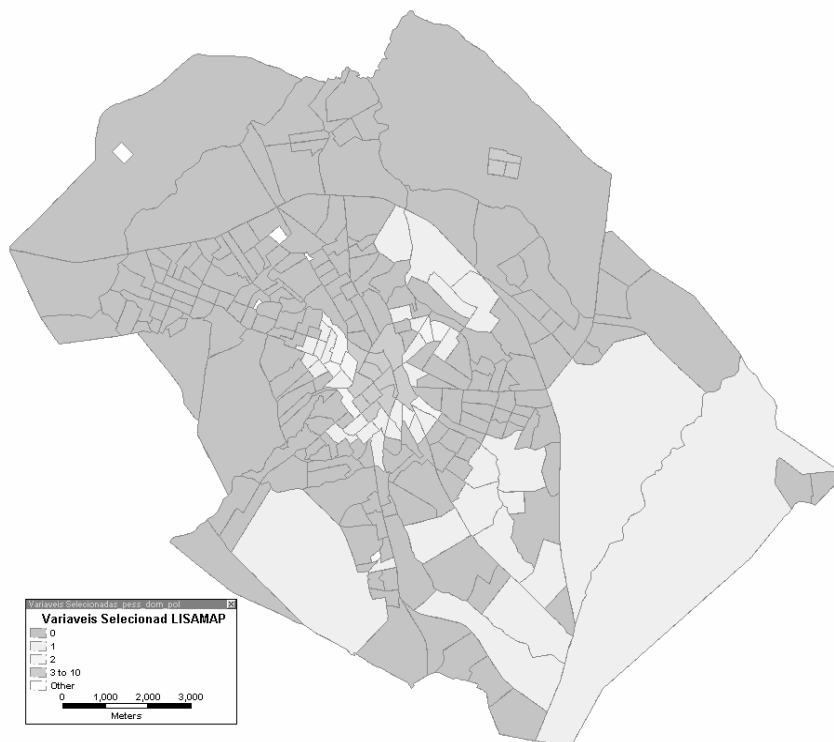 Variaveis Selecionadas_pess_dom_pol
Variaveis Selecionad LISAMAP
0
1
2
3 to 10
Other
0 1,000 2,000 3,000
Meters